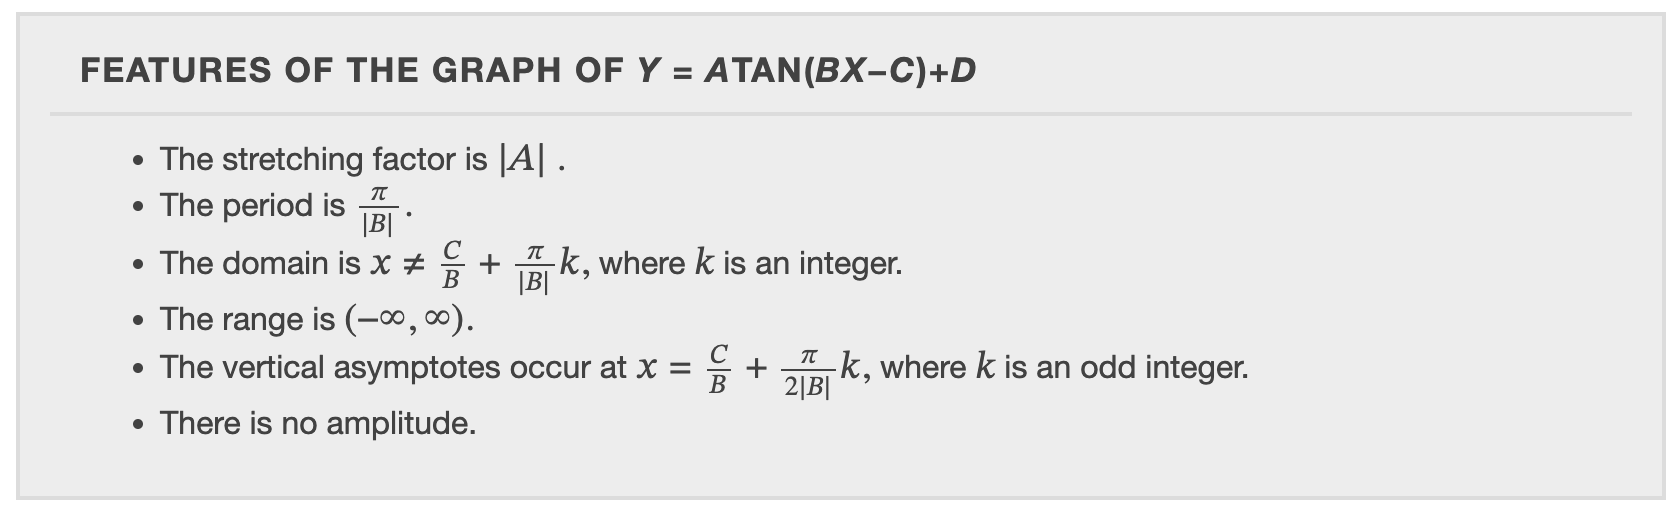 FEATURES OF THE GRAPH OF Y = ATAN(BX−C)+D
• The stretching factor is |A| .
• The period is π/|B|.
• The domain is x ≠ C/B + π/|B| k, where k is an integer.
• The range is (−∞, ∞).
• The vertical asymptotes occur at x = C/B + π/2|B| k, where k is an odd integer.
• There is no amplitude.